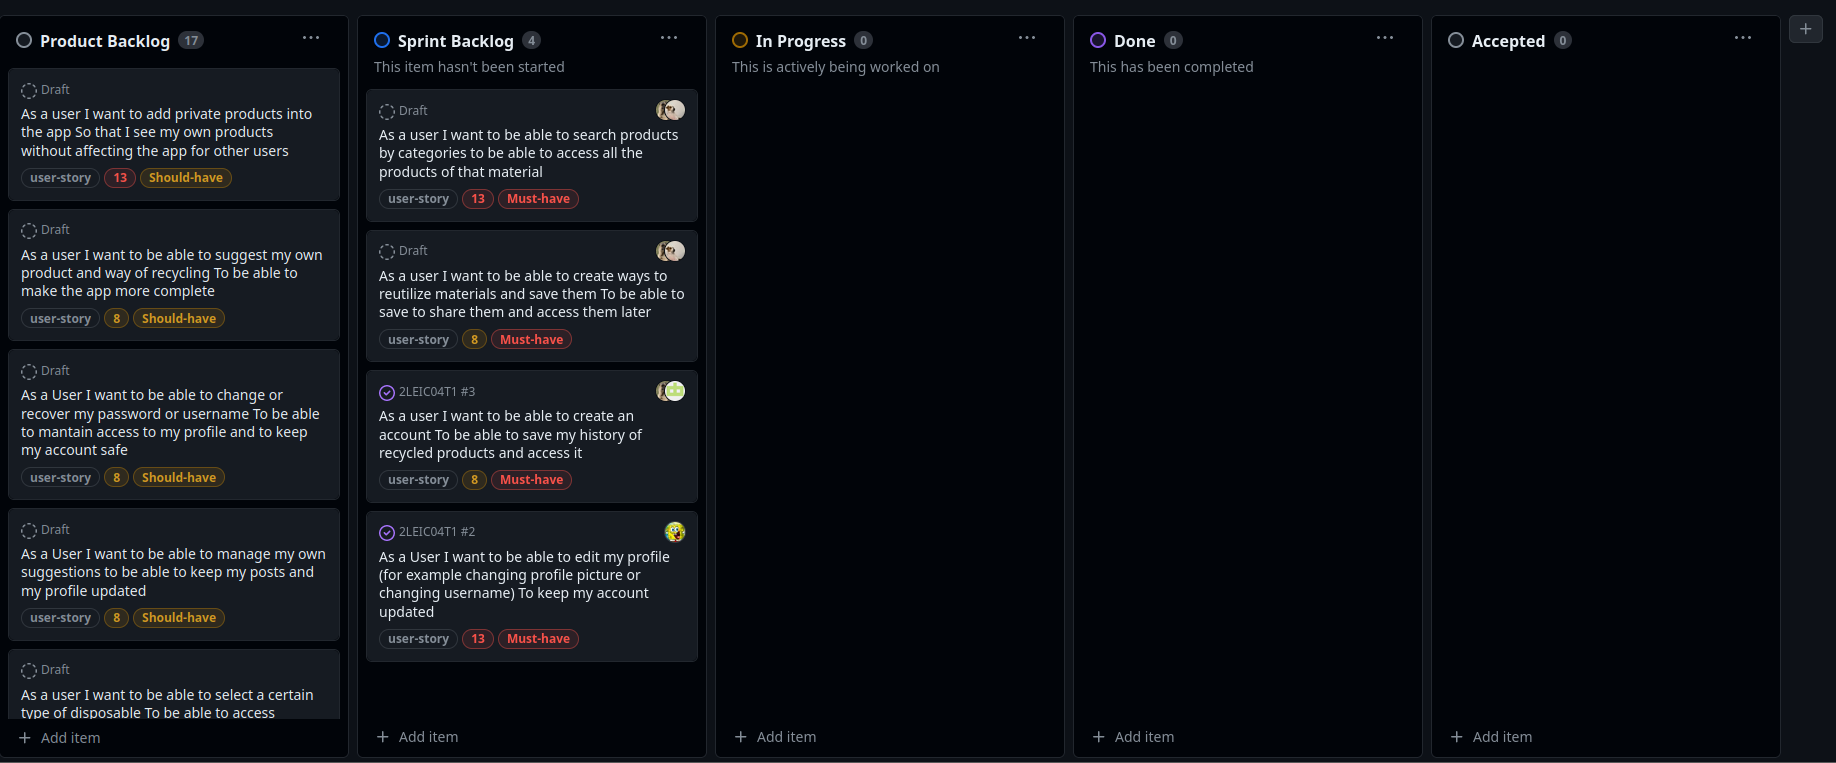 Product Backlog 17
Draft
As a user I want to add private products into
the app So that I see my own products
without affecting the app for other users
user-story 13 Should-have
Draft
As a user I want to be able to suggest my own
product and way of recycling To be able to
make the app more complete
user-story 8 Should-have
Draft
As a User I want to be able to change or
recover my password or username To be able
to mantain access to my profile and to keep
my account safe
user-story 8 Should-have
Draft
As a User I want to be able to manage my own
suggestions to be able to keep my posts and
my profile updated
user-story 8 Should-have
Draft
As a user I want to be able to select a certain
type of disposable To be able to access
Add item
Sprint Backlog 4
This item hasn't been started
Draft
As a user I want to be able to search products
by categories to be able to access all the
products of that material
user-story 13 Must-have
Draft
As a user I want to be able to create ways to
reutilize materials and save them To be able to
save to share them and access them later
user-story 8 Must-have
2LEIC04T1 #3
As a user I want to be able to create an
account To be able to save my history of
recycled products and access it
user-story 8 Must-have
2LEIC04T1 #2
As a User I want to be able to edit my profile
(for example changing profile picture or
changing username) To keep my account
updated
user-story 13 Must-have
Add item
In Progress 0
This is actively being worked on
Add item
Done 0
This has been completed
Add item
Accepted 0
Add item